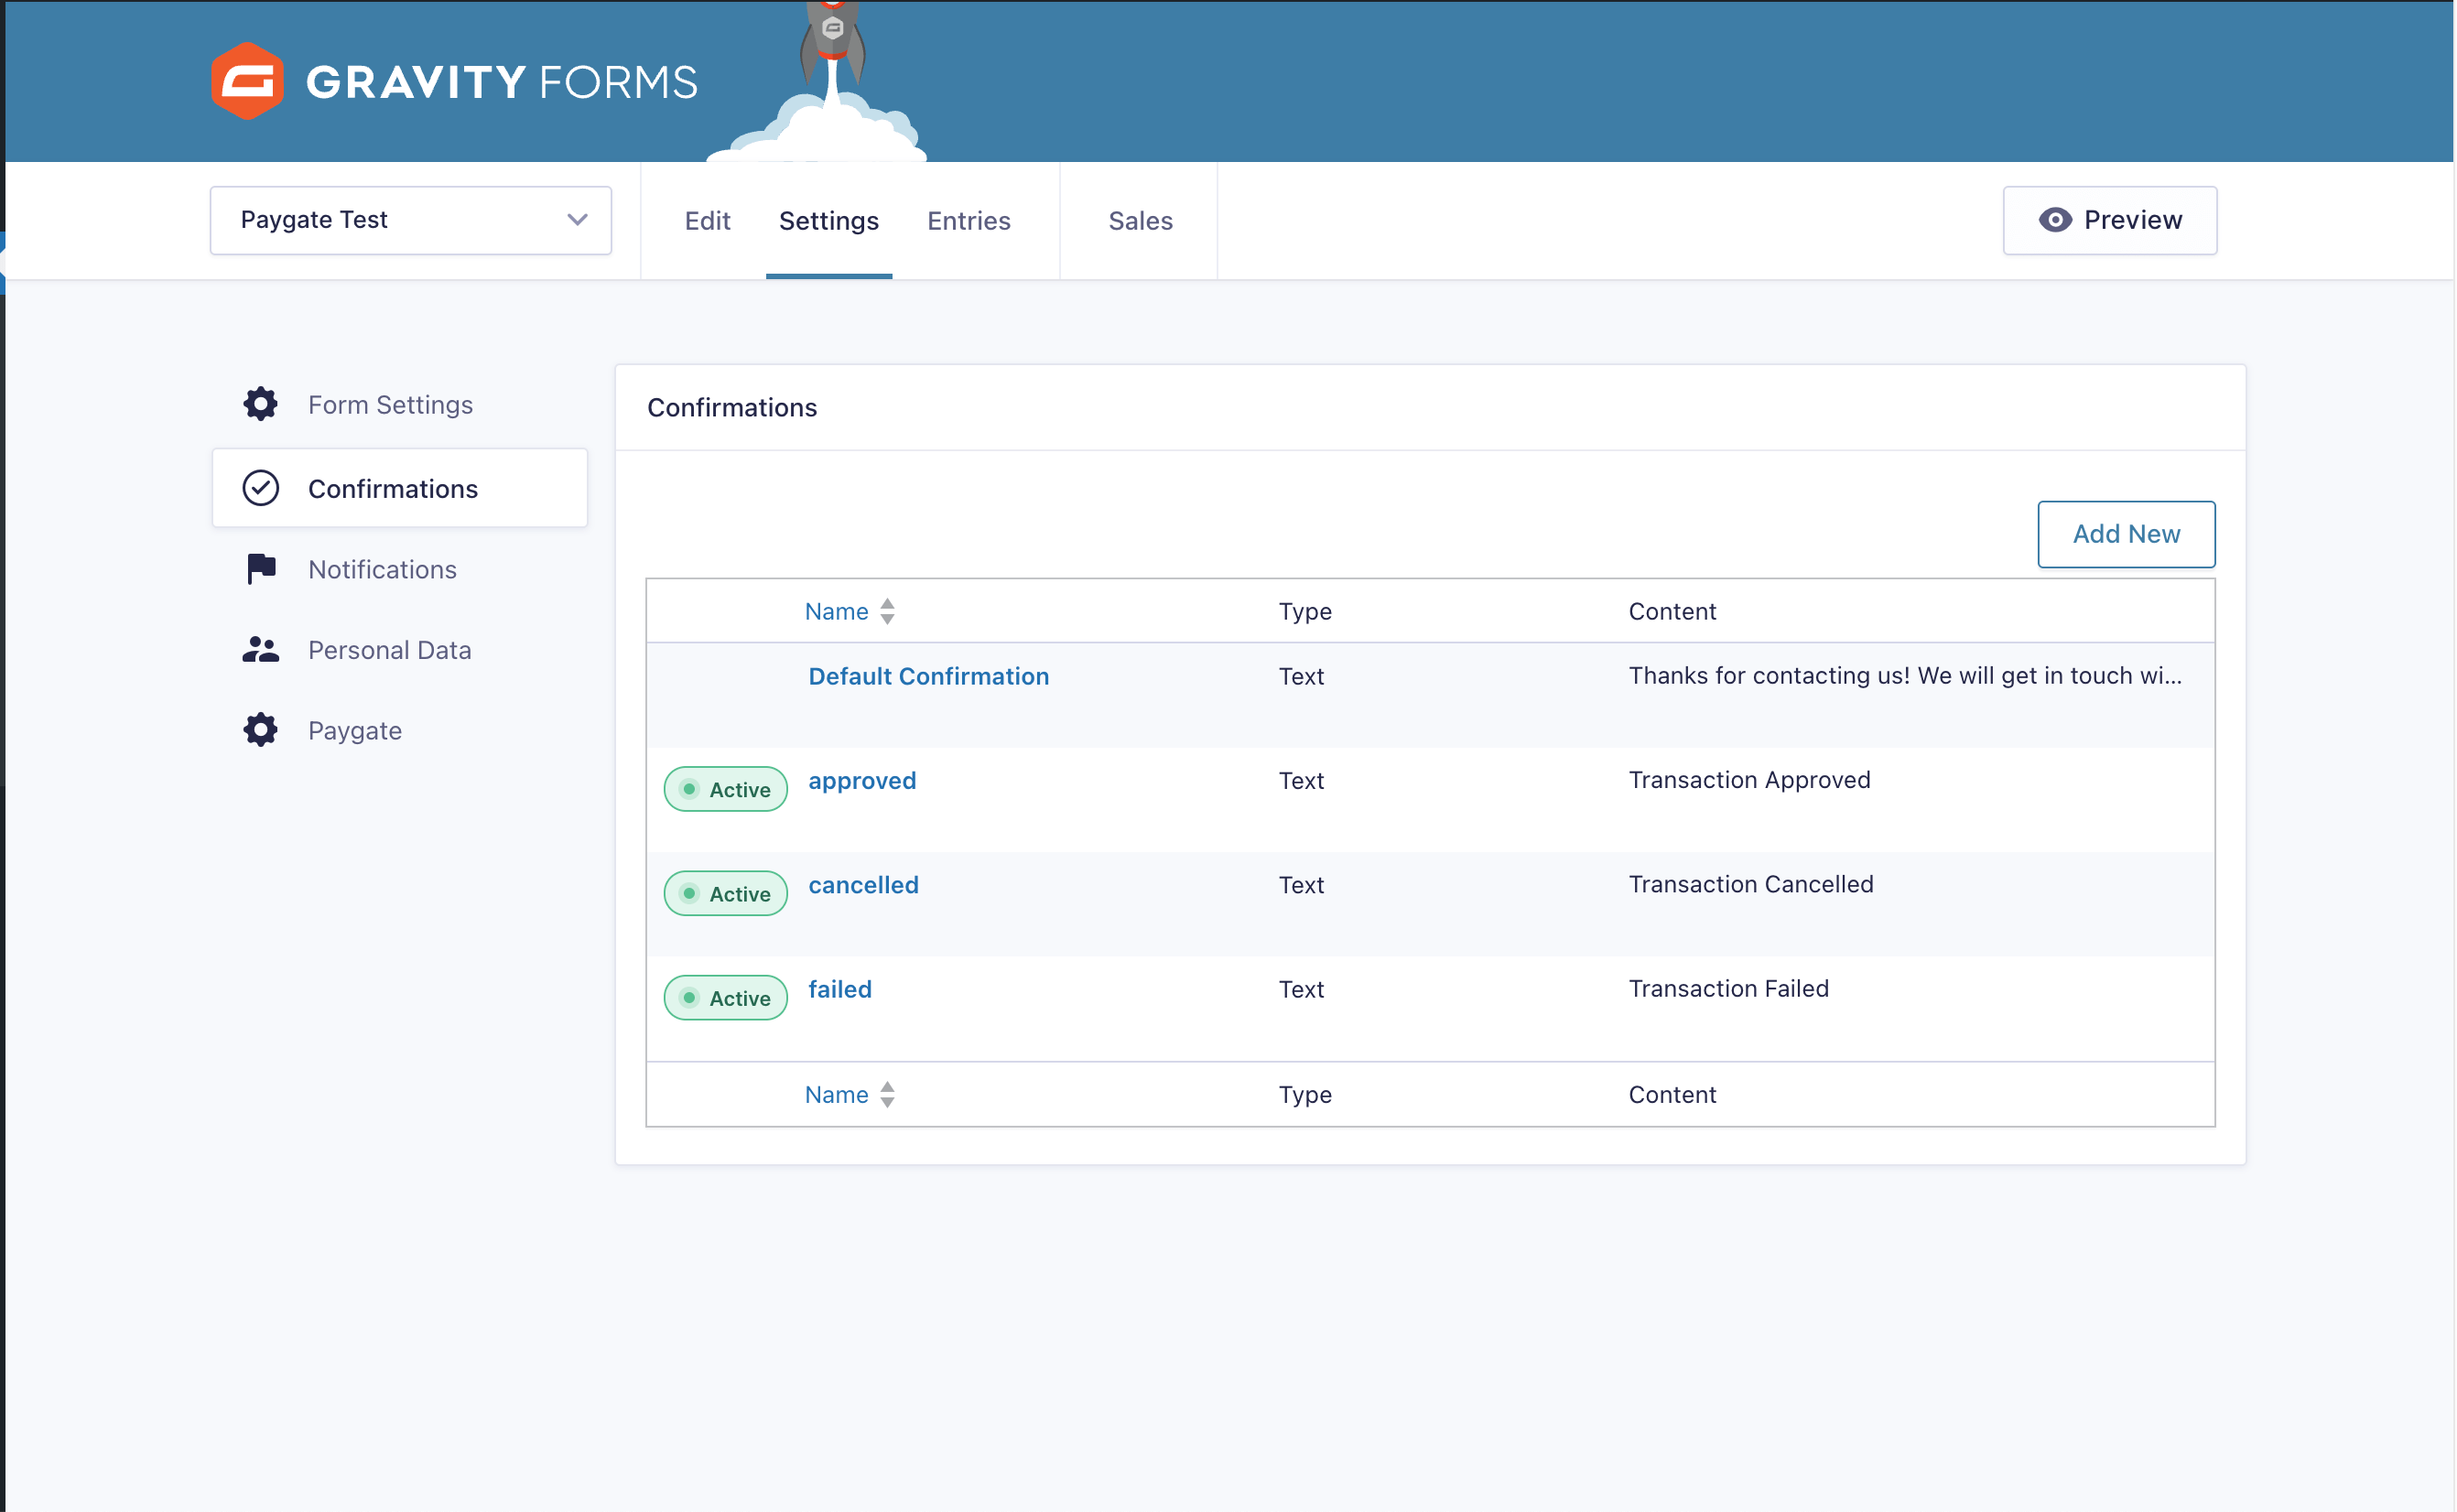 GRAVITY FORMS
Paygate Test
Edit Settings Entries Sales
Preview
Form Settings
Confirmations
Notifications
Personal Data
Paygate
Confirmations
Add New
Name Type Content
Default Confirmation Text Thanks for contacting us! We will get in touch wi...
Active approved Text Transaction Approved
Active cancelled Text Transaction Cancelled
Active failed Text Transaction Failed
Name Type Content